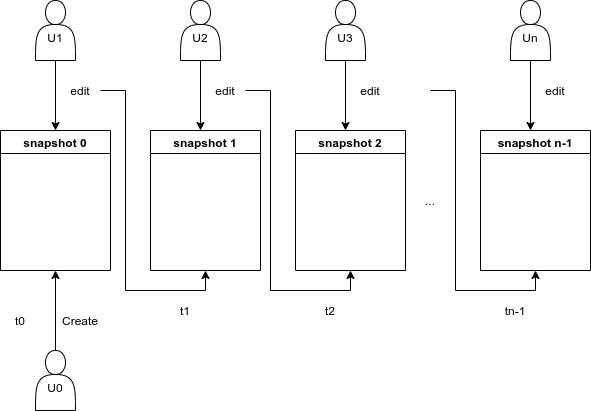 U1 U2 U3 Un
edit edit edit edit
snapshot 0 snapshot 1 snapshot 2 snapshot n-1
...
t0 Create t1 t2 tn-1
U0